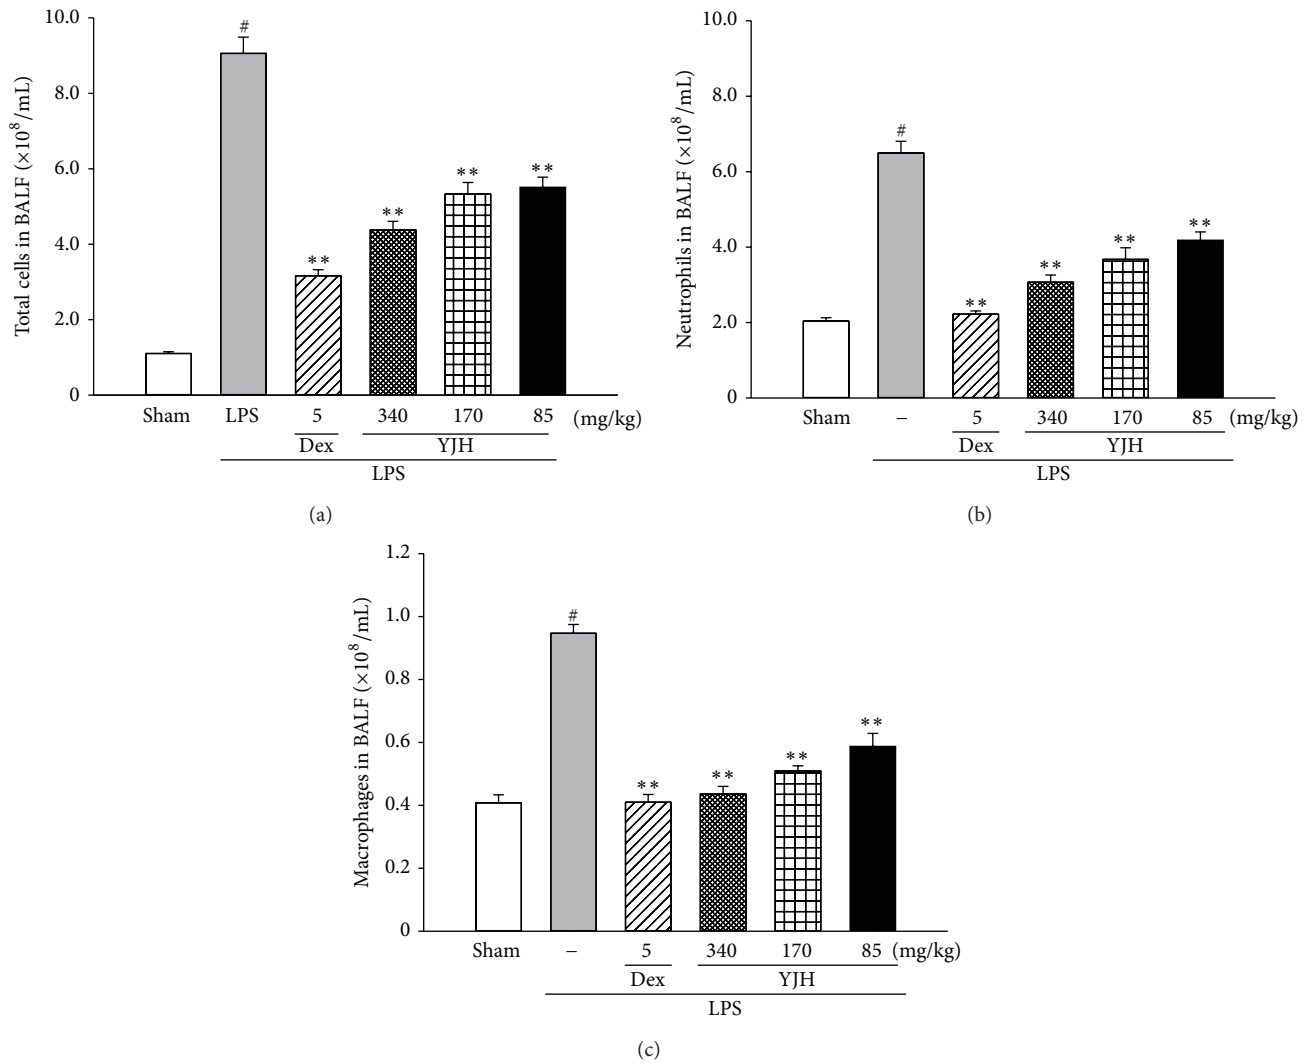 Total cells in BALF (×10⁸/mL)
10.0
8.0
6.0
4.0
2.0
0
#
**
**
**
**
Sham LPS 5 340 170 85 (mg/kg)
Dex YJH
LPS
(a)
Neutrophils in BALF (×10⁸/mL)
10.0
8.0
6.0
4.0
2.0
0
#
**
**
**
**
Sham – 5 340 170 85 (mg/kg)
Dex YJH
LPS
(b)
Macrophages in BALF (×10⁸/mL)
1.2
1.0
0.8
0.6
0.4
0.2
0
#
**
**
**
**
Sham – 5 340 170 85 (mg/kg)
Dex YJH
LPS
(c)